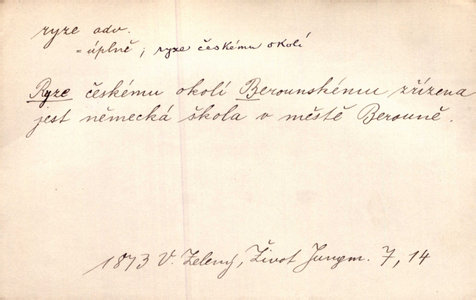 ryze adv.
= úplně ; ryze českému okolí
Ryze českému okolí Berounskému zřízena
jest německá škola v městě Berouně.
1873 V. Zelený, Život Jungm. 7, 14